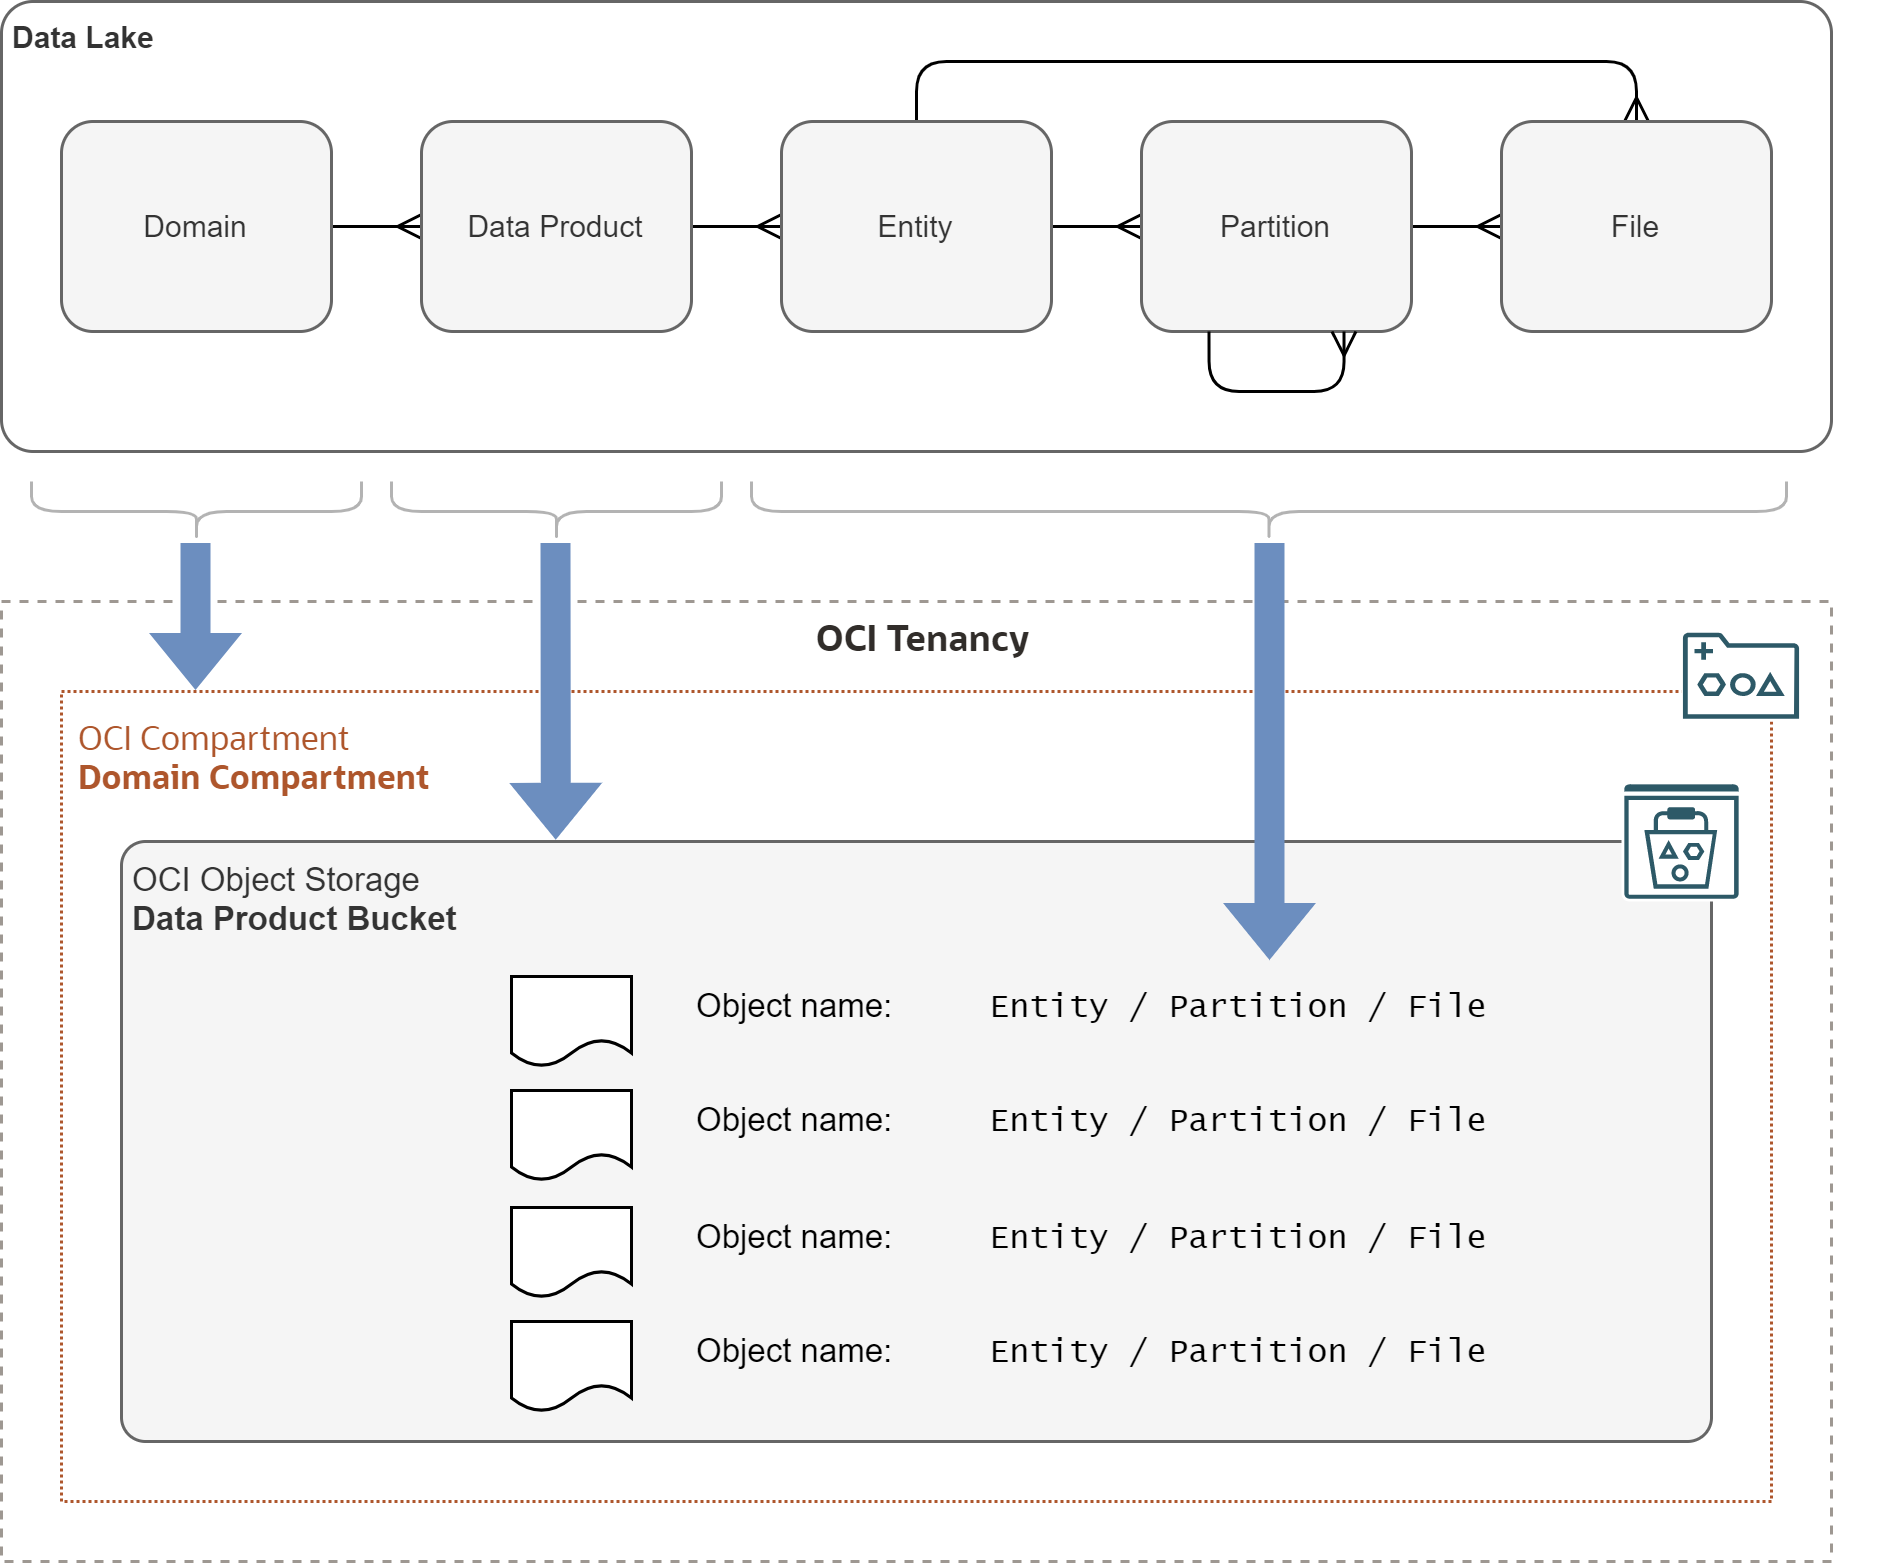 Data Lake
Domain
Data Product
Entity
Partition
File
OCI Tenancy
OCI Compartment
Domain Compartment
OCI Object Storage
Data Product Bucket
Object name: Entity / Partition / File
Object name: Entity / Partition / File
Object name: Entity / Partition / File
Object name: Entity / Partition / File